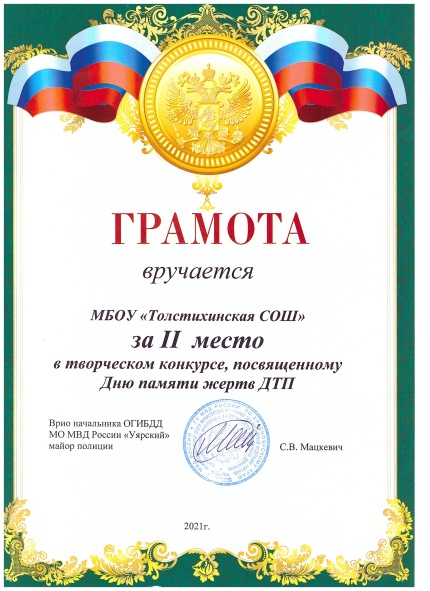 ГРАМОТА
вручается
МБОУ «Толстихинская СОШ»
за II место
в творческом конкурсе, посвященному
Дню памяти жертв ДТП
Врио начальника ОГИБДД
МО МВД России «Уярский»
майор полиции
С.В. Мацкевич
2021г.